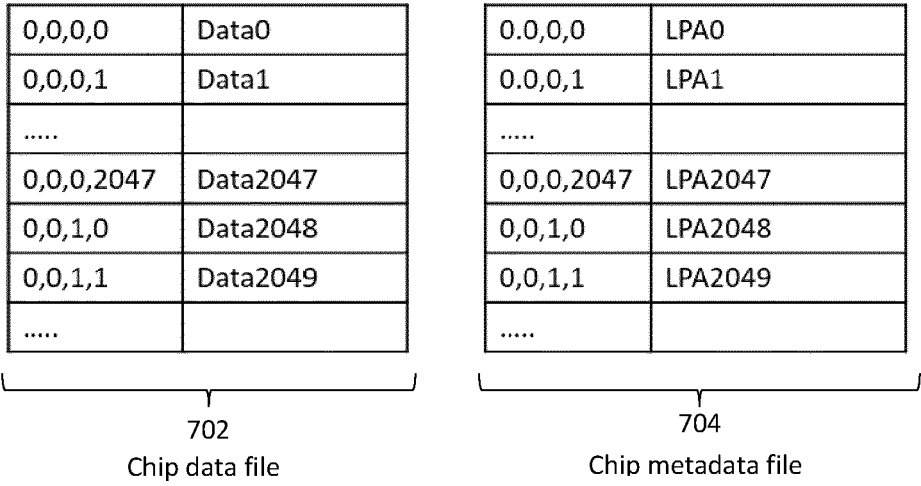 0,0,0,0 Data0
0,0,0,1 Data1
.....
0,0,0,2047 Data2047
0,0,1,0 Data2048
0,0,1,1 Data2049
.....
702
Chip data file
0.0,0,0 LPA0
0.0,0,1 LPA1
.....
0,0,0,2047 LPA2047
0,0,1,0 LPA2048
0,0,1,1 LPA2049
.....
704
Chip metadata file